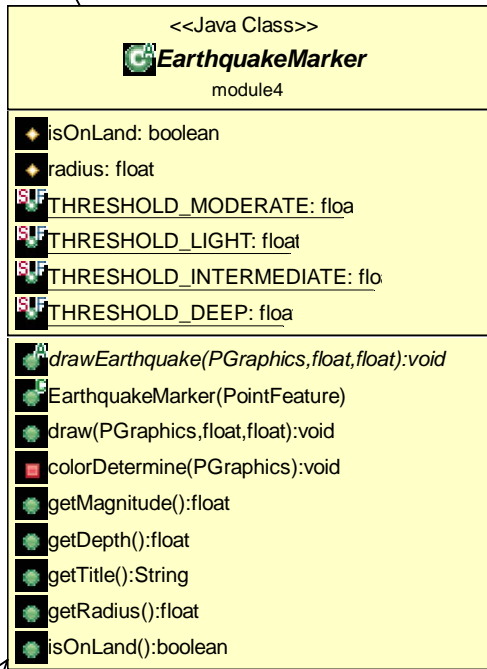 <<Java Class>>
EarthquakeMarker
module4
isOnLand: boolean
radius: float
THRESHOLD_MODERATE: floa
THRESHOLD_LIGHT: float
THRESHOLD_INTERMEDIATE: flo
THRESHOLD_DEEP: floa
drawEarthquake(PGraphics,float,float):void
EarthquakeMarker(PointFeature)
draw(PGraphics,float,float):void
colorDetermine(PGraphics):void
getMagnitude():float
getDepth():float
getTitle():String
getRadius():float
isOnLand():boolean